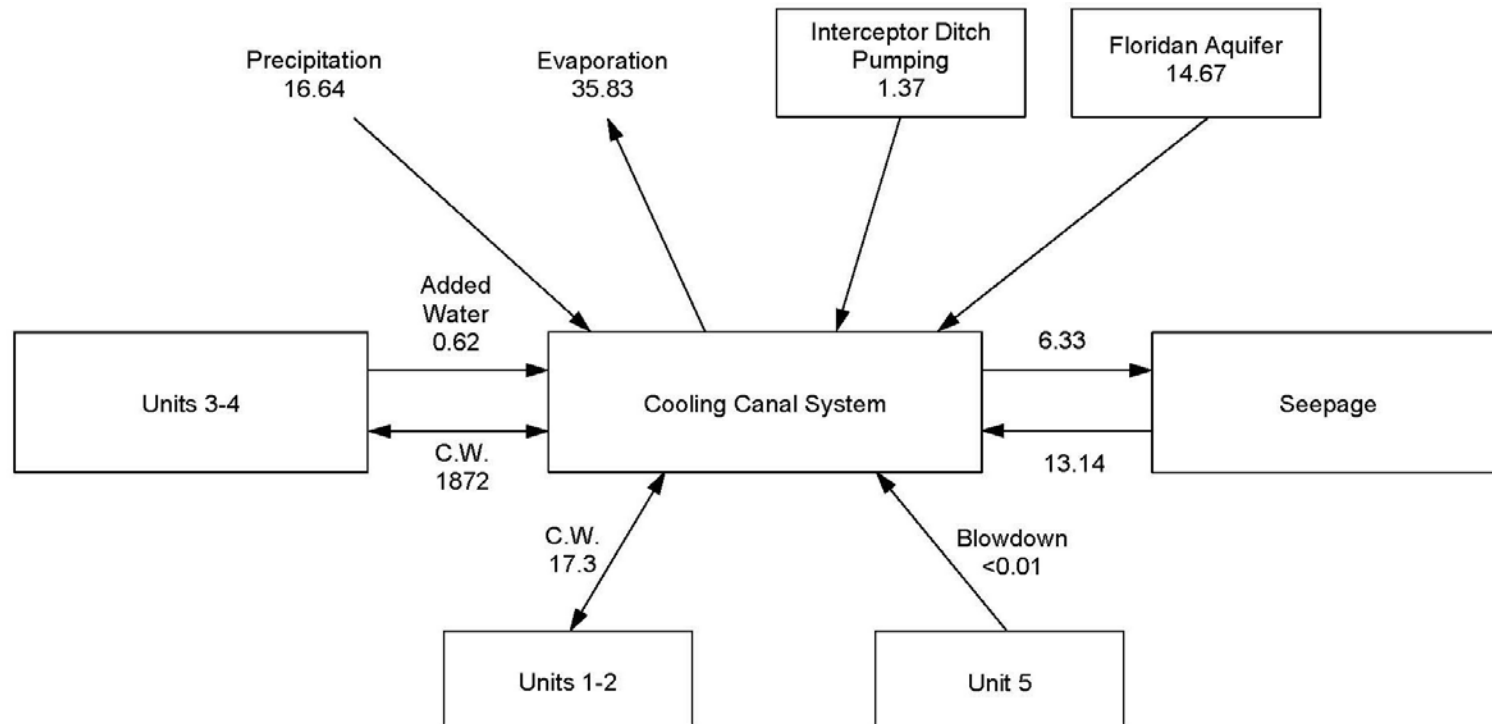 Precipitation
16.64
Evaporation
35.83
Interceptor Ditch
Pumping
1.37
Floridan Aquifer
14.67
Added
Water
0.62
6.33
Units 3-4
Cooling Canal System
Seepage
C.W.
1872
13.14
C.W.
17.3
Blowdown
<0.01
Units 1-2
Unit 5